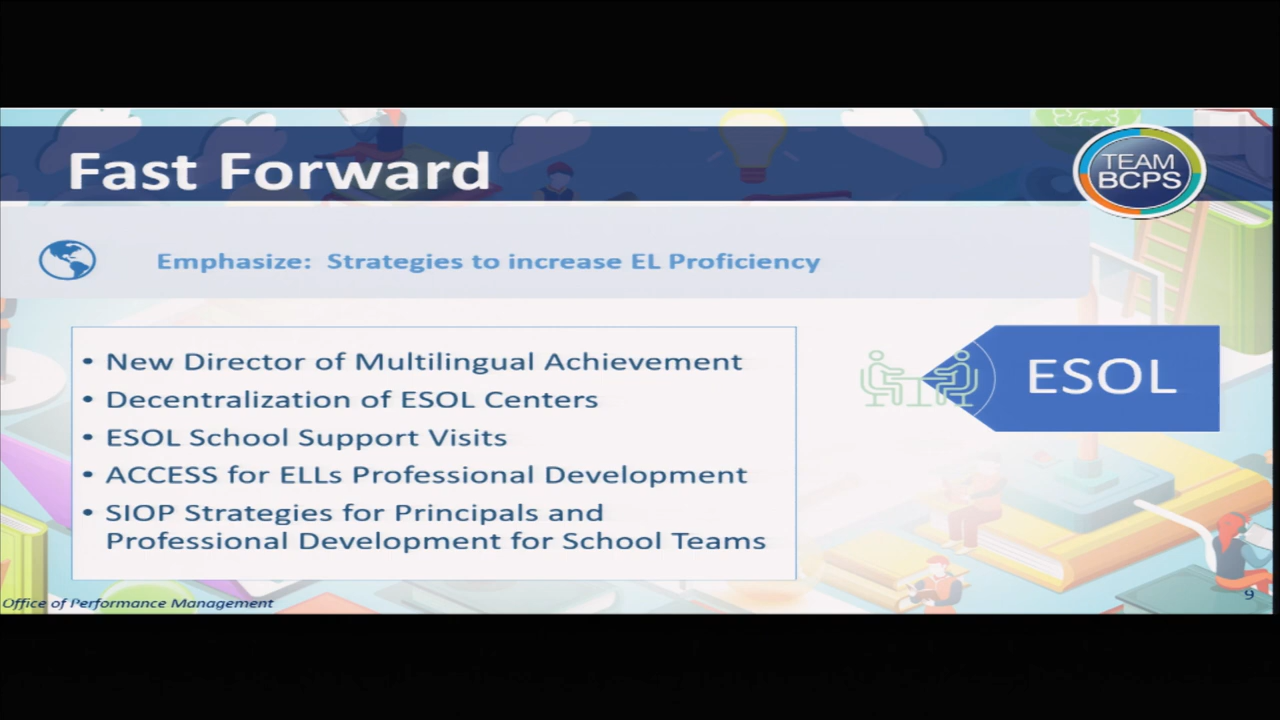 Fast Forward
TEAM
BCPS
Emphasize: Strategies to increase EL Proficiency
• New Director of Multilingual Achievement
• Decentralization of ESOL Centers
• ESOL School Support Visits
• ACCESS for ELLs Professional Development
• SIOP Strategies for Principals and
Professional Development for School Teams
ESOL
Office of Performance Management
9